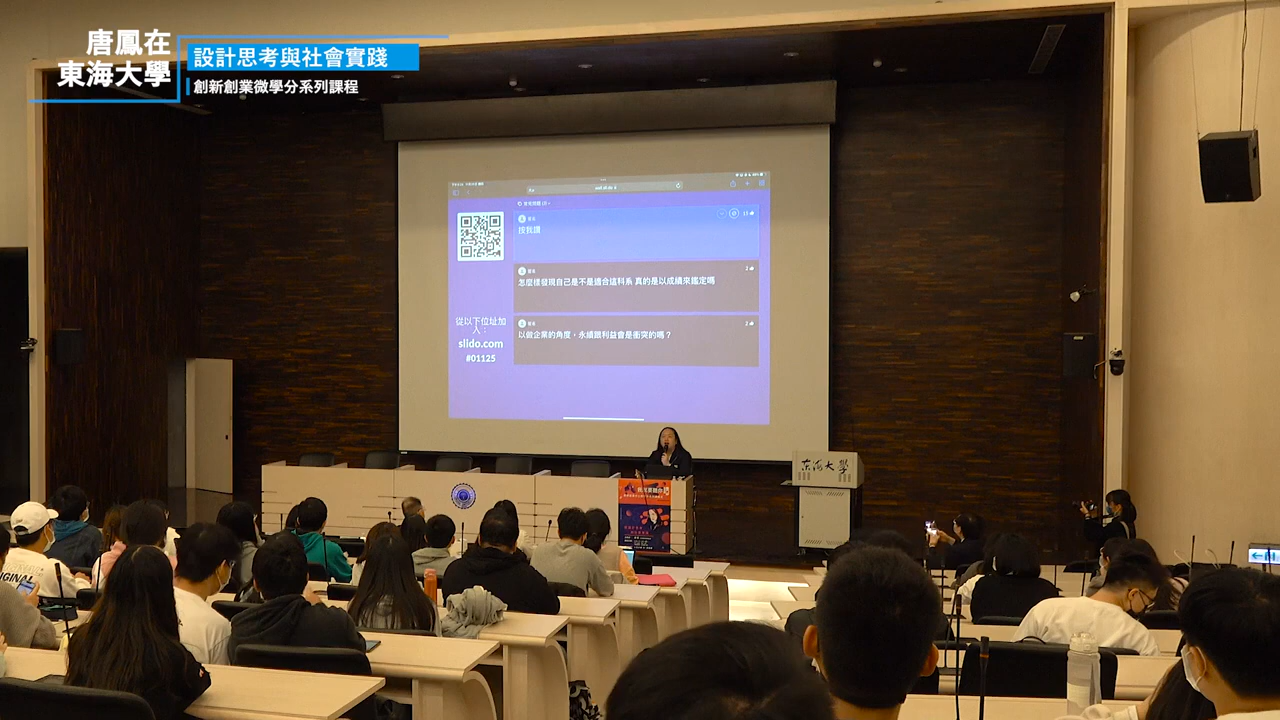 唐鳳在
東海大學
設計思考與社會實踐
創新創業微學分系列課程
按我讚
怎麼樣發現自己是不是適合這科系 真的是以成績來鑑定嗎
以做企業的角度,永續跟利益會是衝突的嗎?
從以下位址加
入:
slido.com
#01125
东海大學